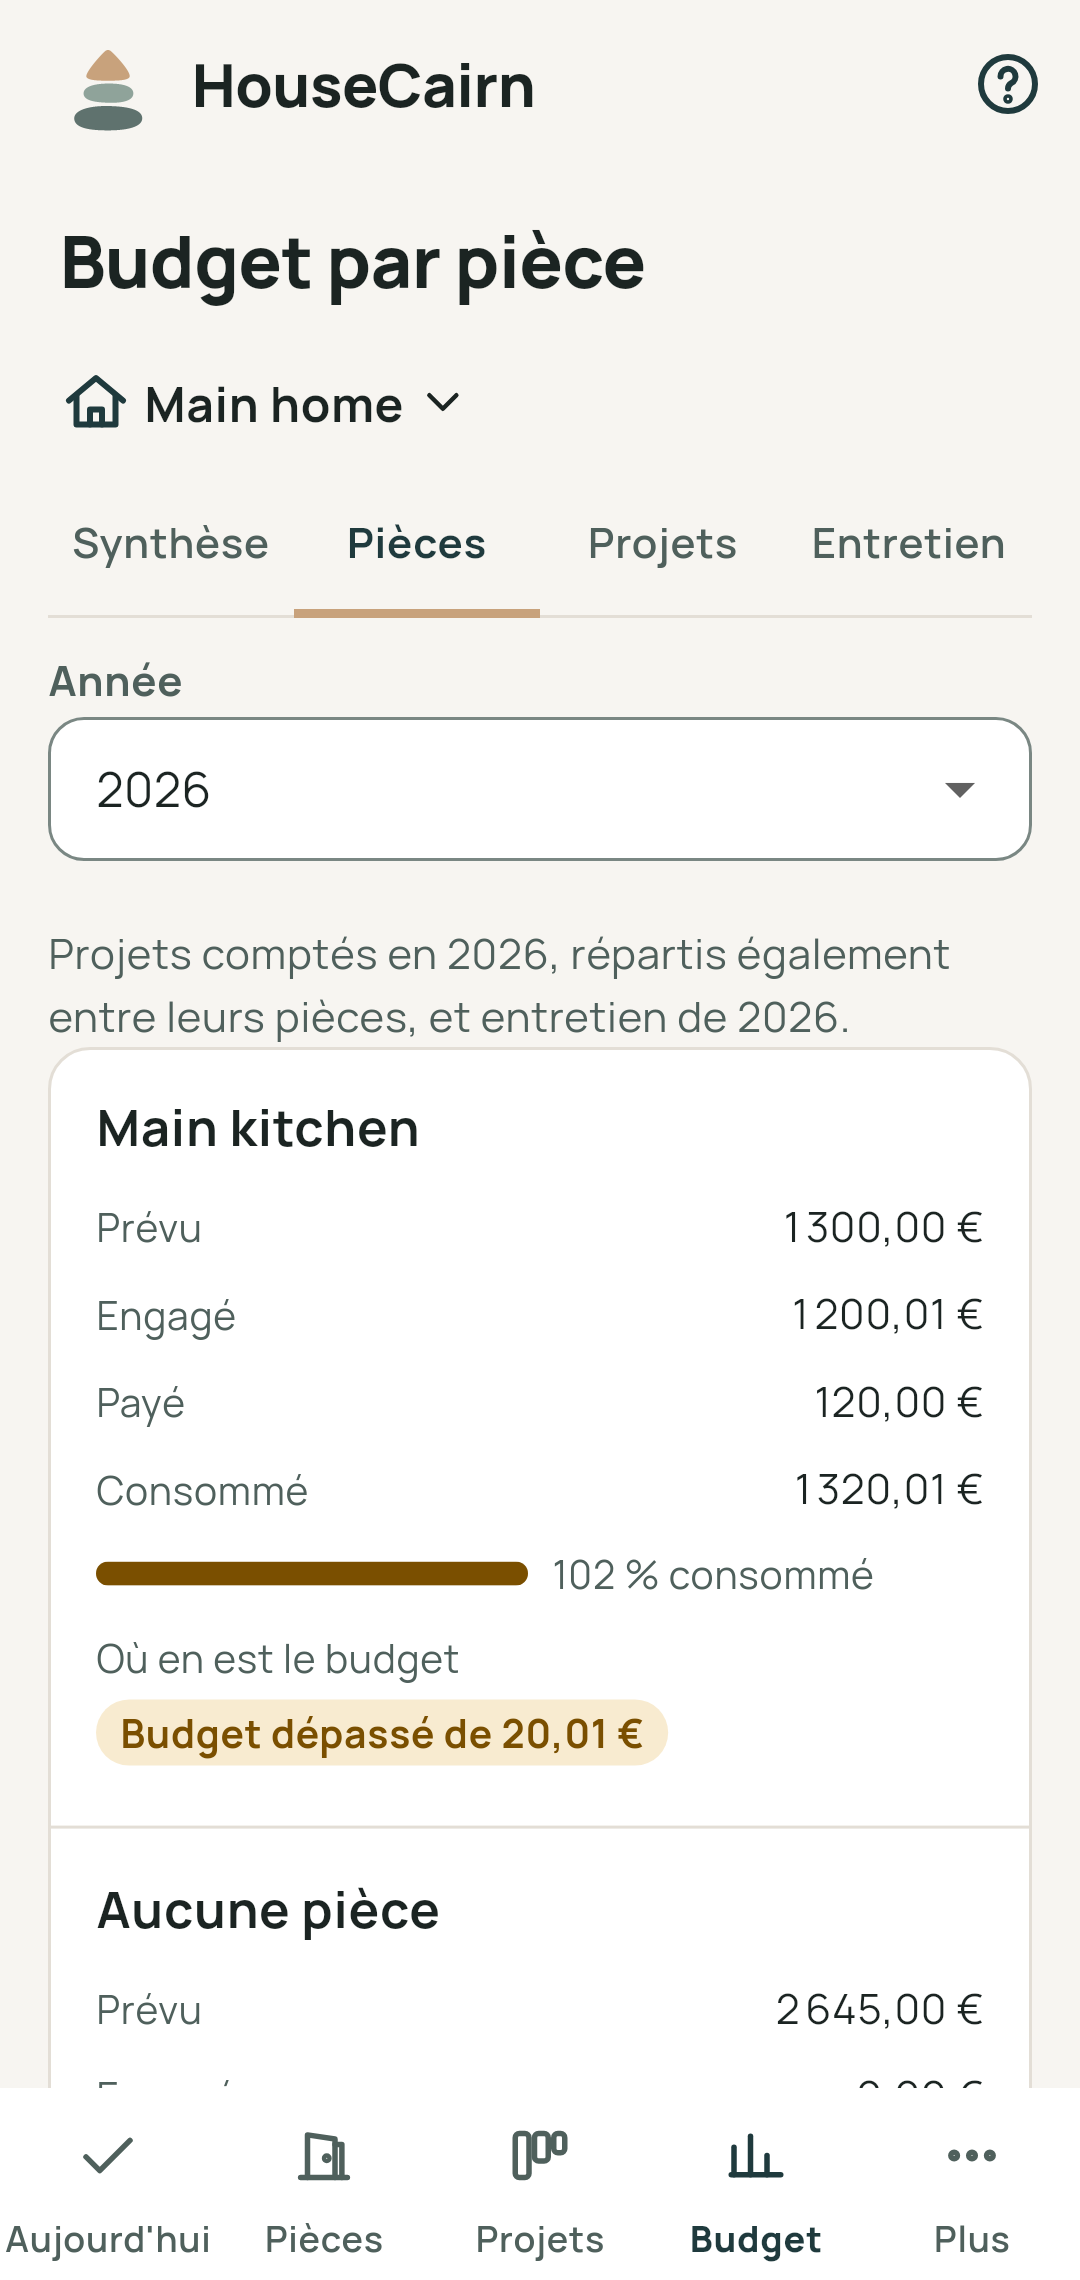 HouseCairn
Budget par pièce
Main home
Synthèse Pièces Projets Entretien
Année
2026
Projets comptés en 2026, répartis également
entre leurs pièces, et entretien de 2026.
Main kitchen
Prévu 1 300,00 €
Engagé 1 200,01 €
Payé 120,00 €
Consommé 1 320,01 €
102 % consommé
Où en est le budget
Budget dépassé de 20,01 €
Aucune pièce
Prévu 2 645,00 €
Aujourd'hui Pièces Projets Budget Plus